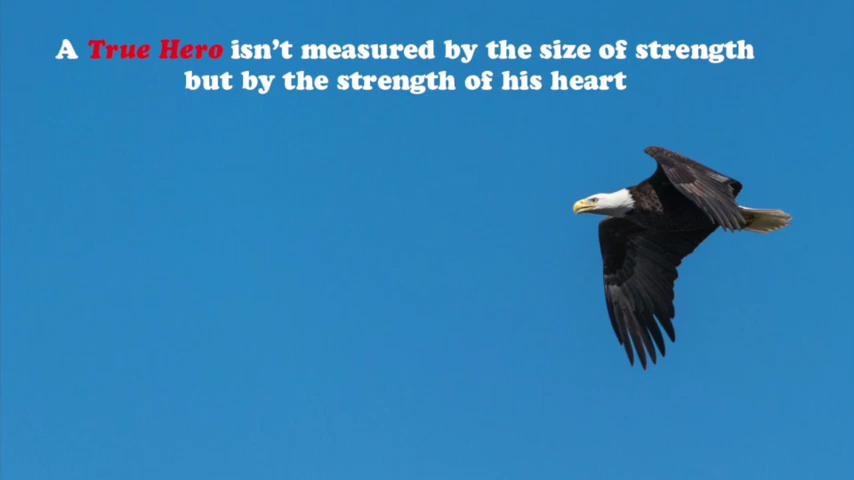 A True Hero isn't measured by the size of strength
but by the strength of his heart